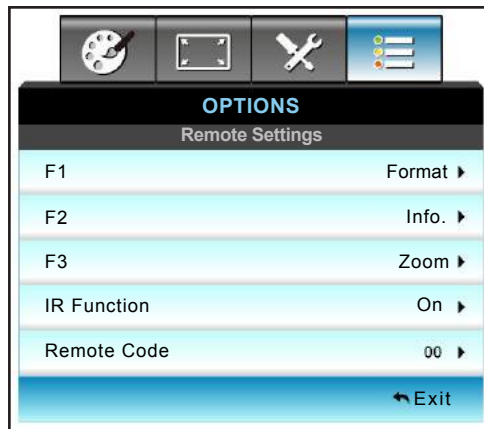 OPTIONS
Remote Settings
F1 Format
F2 Info.
F3 Zoom
IR Function On
Remote Code 00
Exit